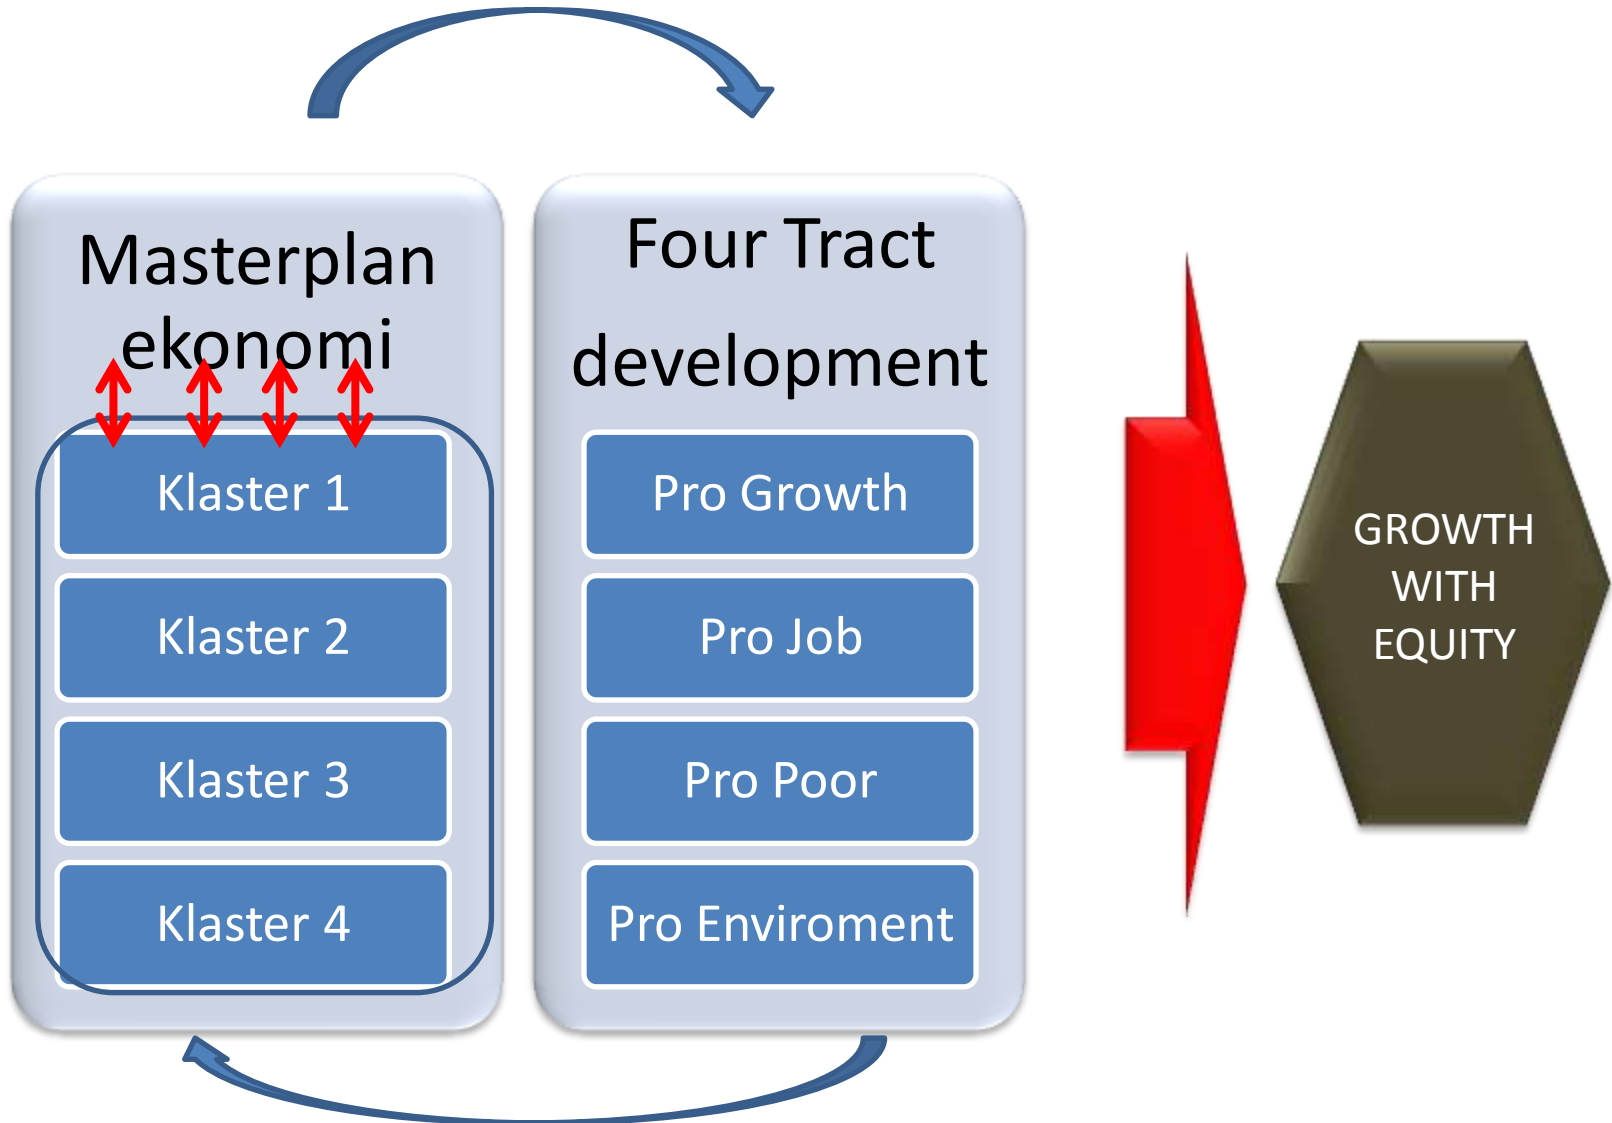 Masterplan
ekonomi
Klaster 1
Klaster 2
Klaster 3
Klaster 4
Four Tract
development
Pro Growth
Pro Job
Pro Poor
Pro Enviroment
GROWTH
WITH
EQUITY